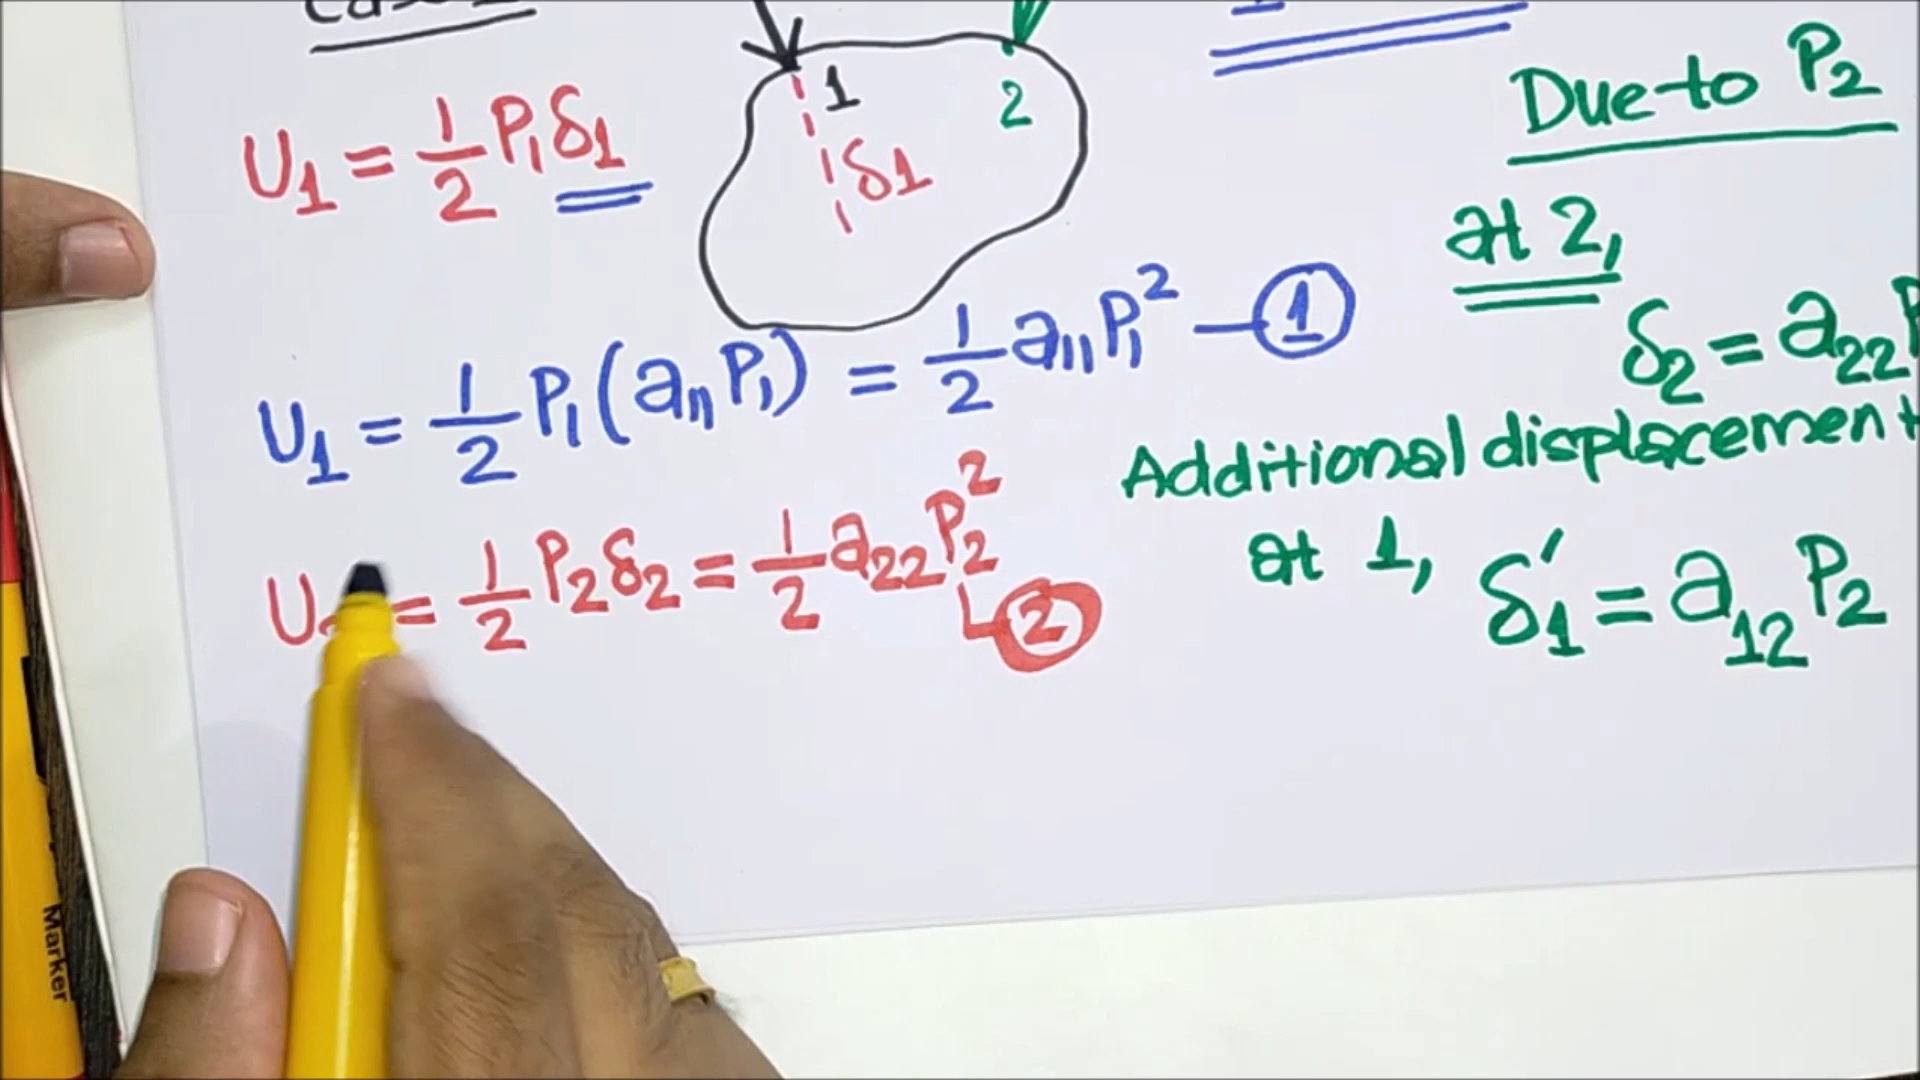 U₁ = 1/2 P₁δ₁
1
2
δ1
Due to P₂
at 2,
δ₂ = a₂₂P
U₁ = 1/2 P₁(a₁₁P₁) = 1/2 a₁₁P₁² — ①
Additional displacement
U = 1/2 P₂δ₂ = 1/2 a₂₂P₂²
②
at 1, δ₁' = a₁₂P₂
Marker